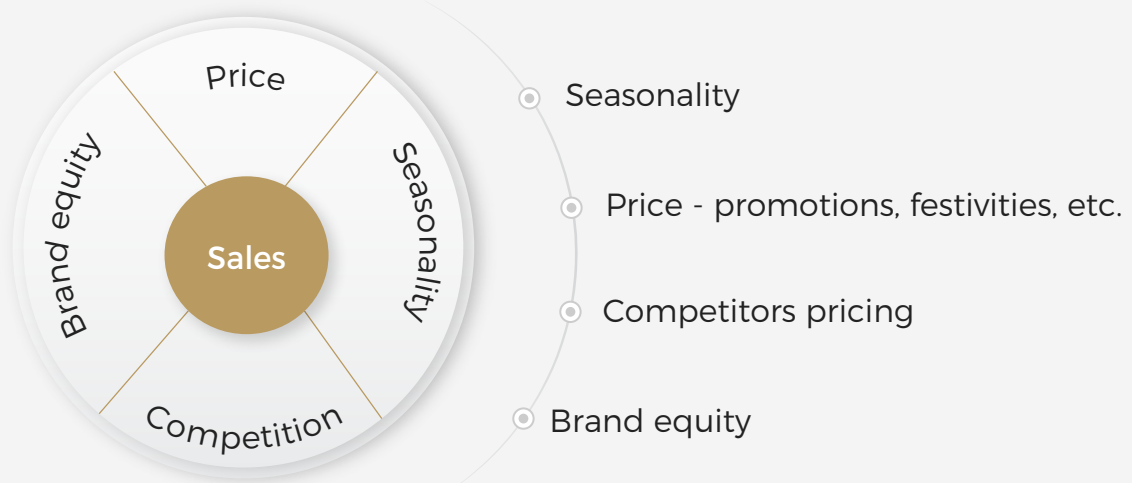 Price
Seasonality
Competition
Brand equity
Sales
Seasonality
Price - promotions, festivities, etc.
Competitors pricing
Brand equity